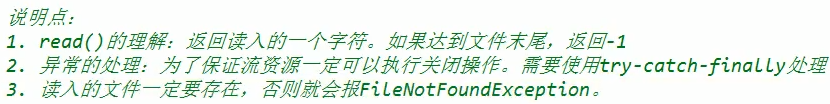 说明点：
1. read()的理解：返回读入的一个字符。如果达到文件末尾，返回-1
2. 异常的处理：为了保证流资源一定可以执行关闭操作。需要使用try-catch-finally处理
3. 读入的文件一定要存在，否则就会报FileNotFoundException。